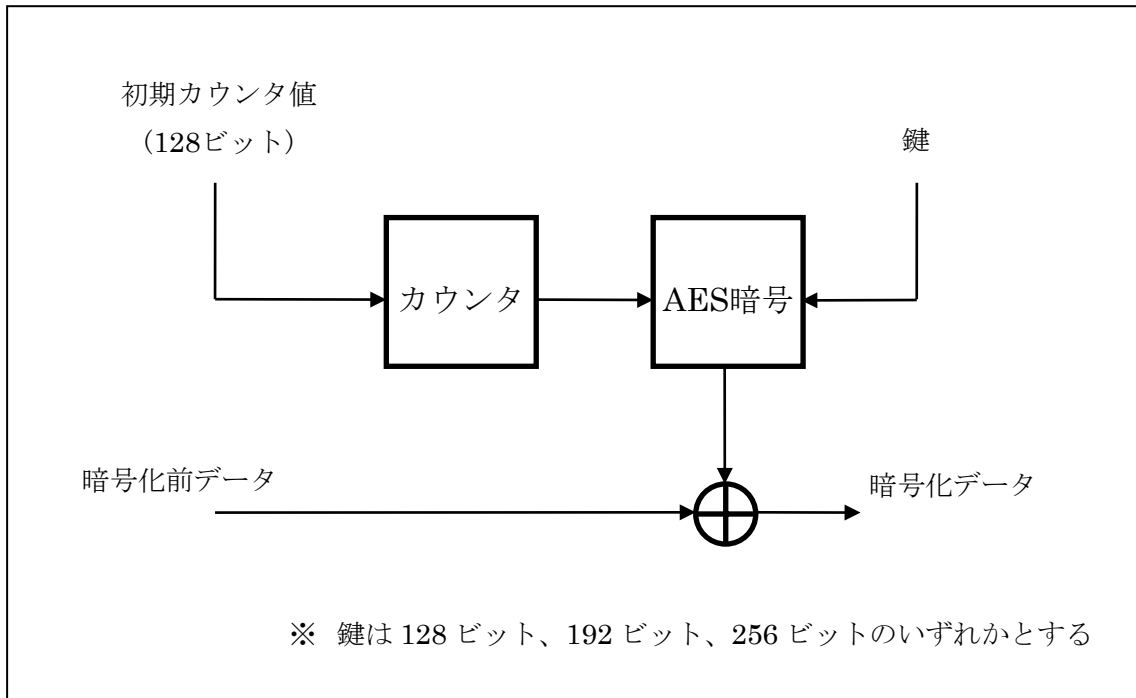 初期カウンタ値
（128ビット）
鍵
カウンタ
AES暗号
暗号化前データ
暗号化データ
※ 鍵は 128 ビット、192 ビット、256 ビットのいずれかとする